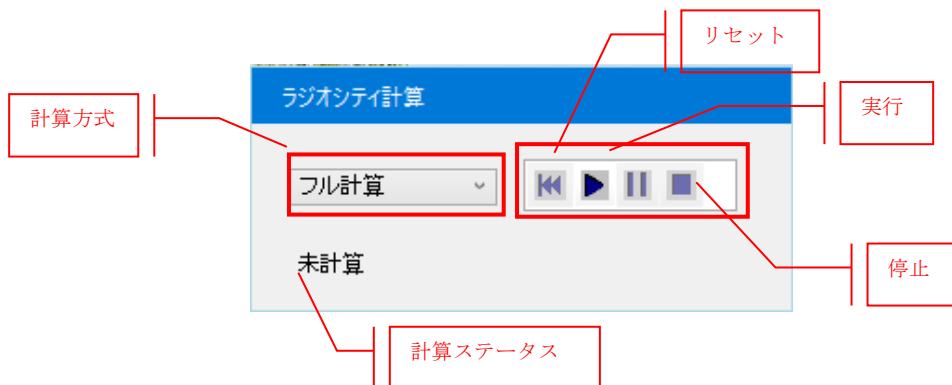 リセット
ラジオシティ計算
計算方式
実行
フル計算
未計算
停止
計算ステータス